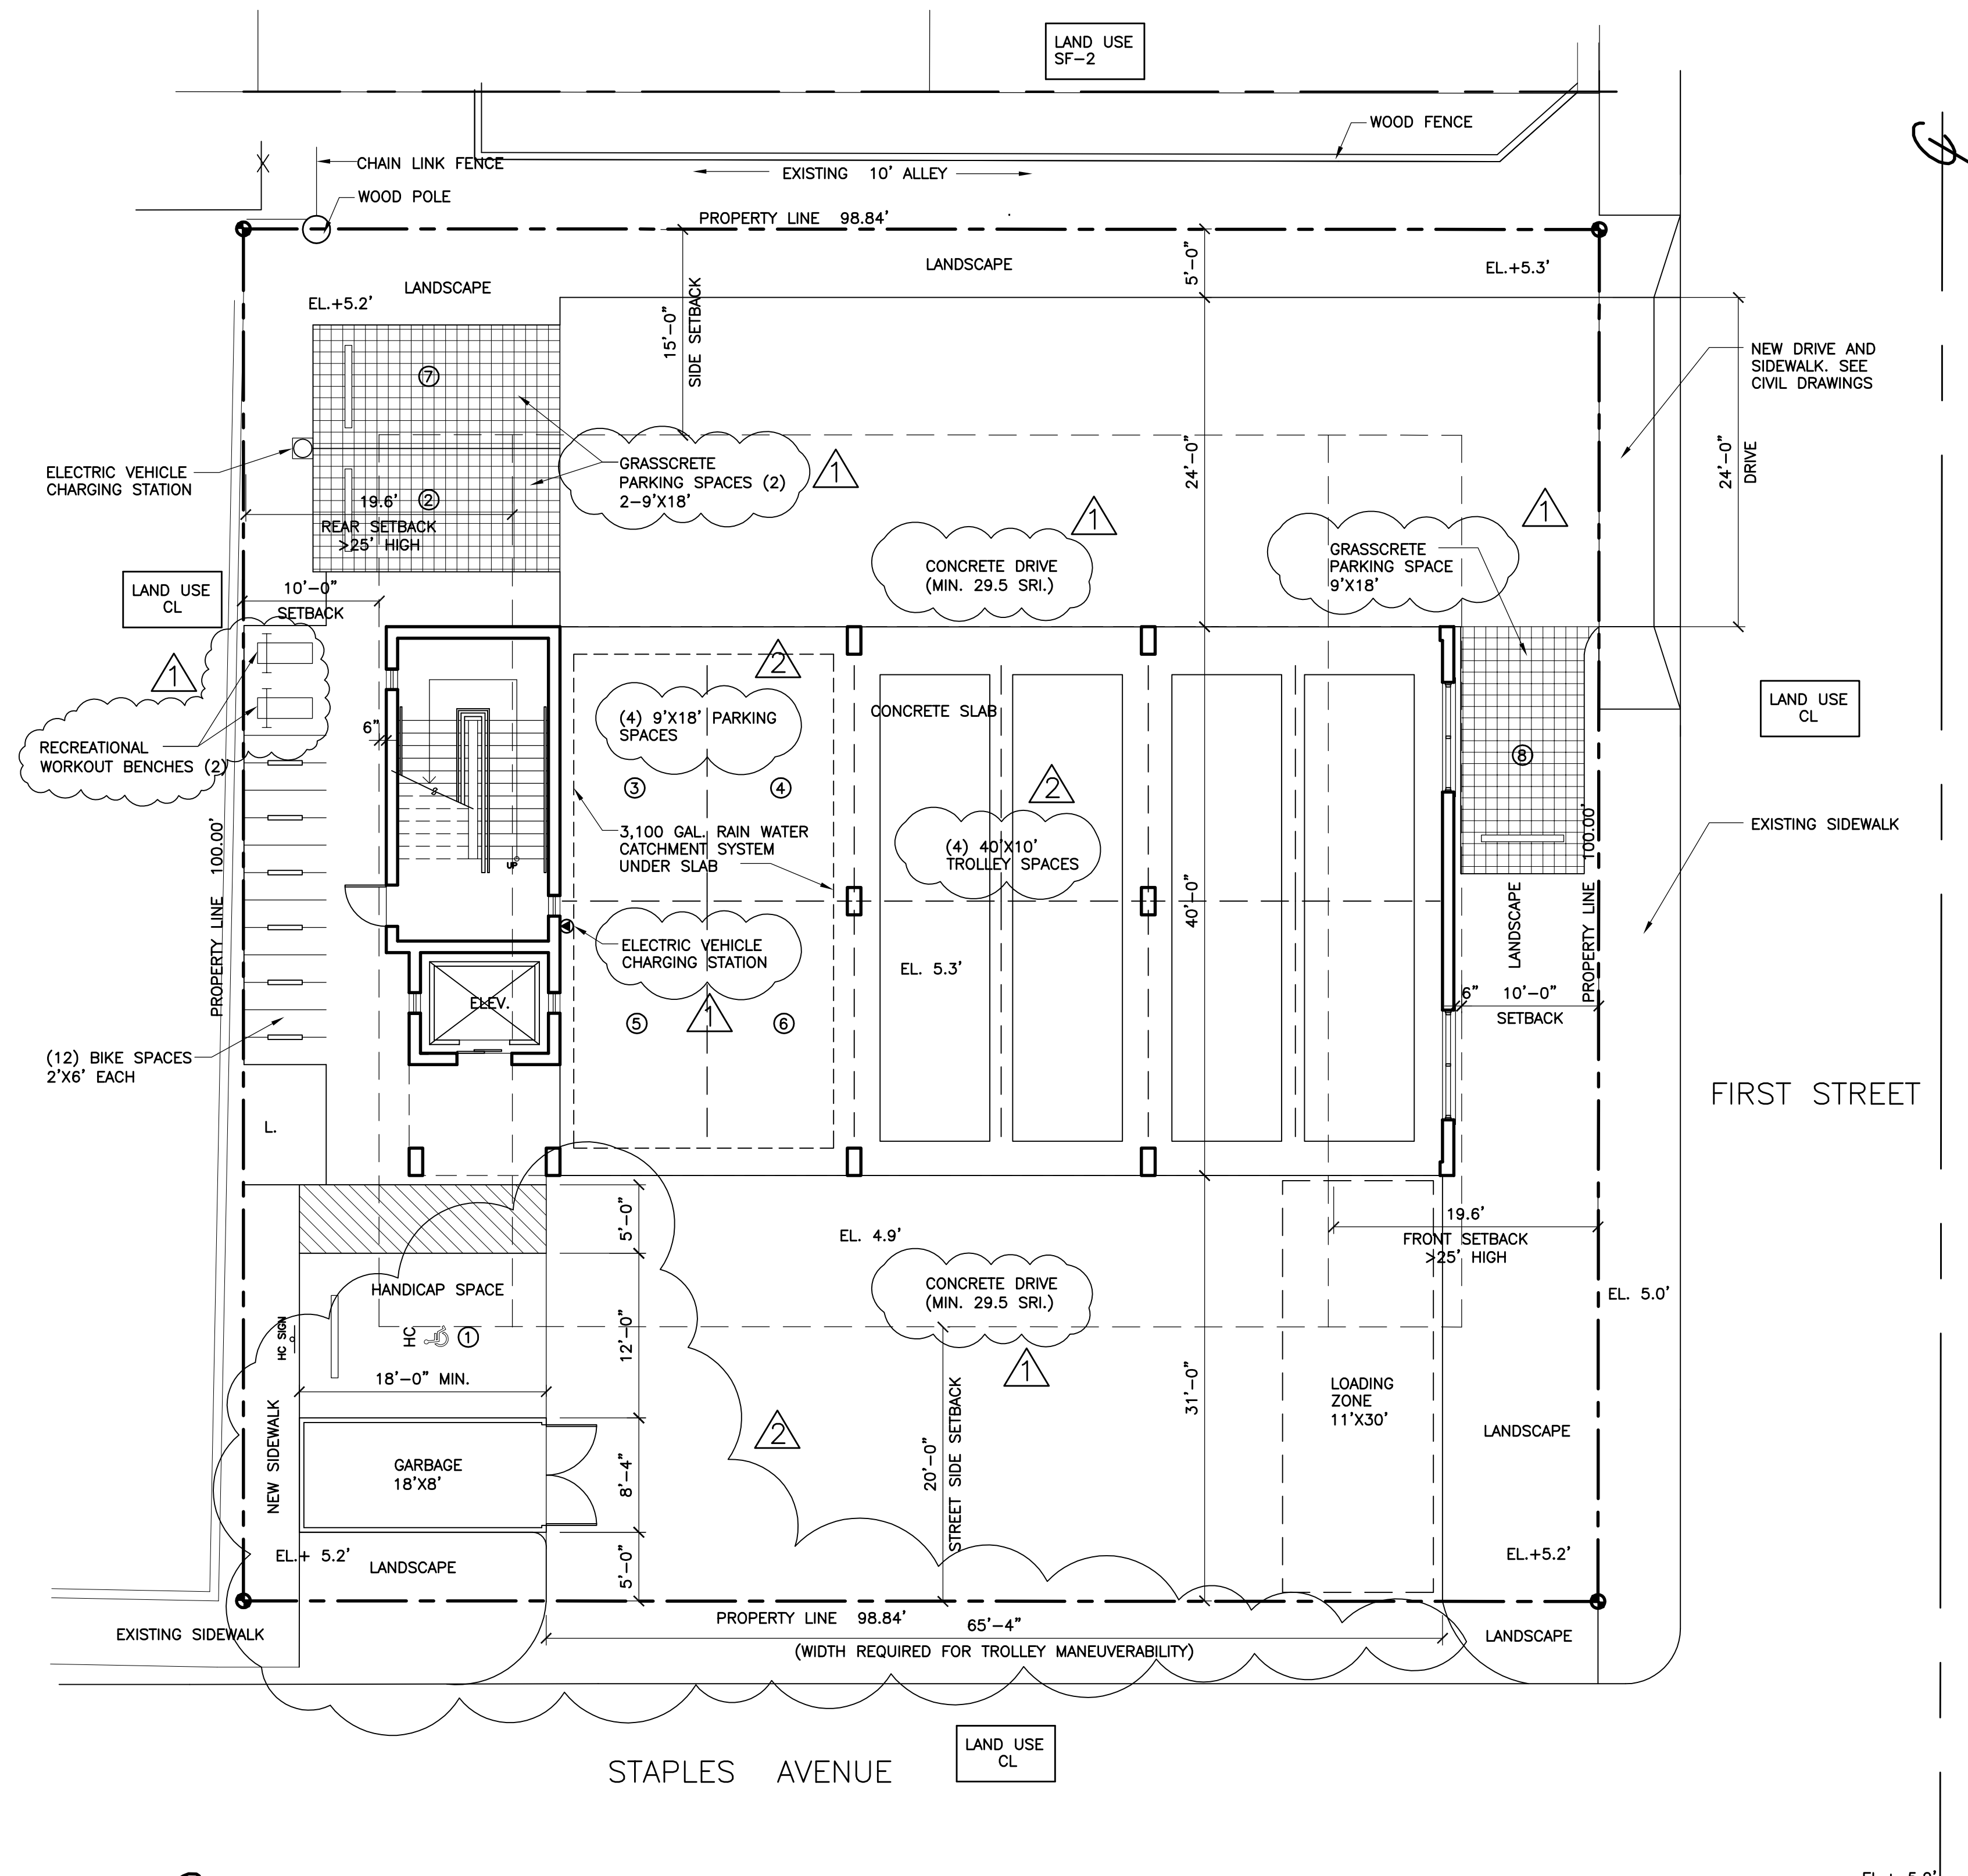 LAND USE
SF-2
WOOD FENCE
CHAIN LINK FENCE
EXISTING 10' ALLEY
WOOD POLE
PROPERTY LINE 98.84'
LANDSCAPE
5'-0"
EL.+5.3'
LANDSCAPE
EL.+5.2'
15'-0"
SIDE SETBACK
NEW DRIVE AND
SIDEWALK. SEE
CIVIL DRAWINGS
7
ELECTRIC VEHICLE
CHARGING STATION
GRASSCRETE
PARKING SPACES (2)
2-9'X18'
1
24'-0"
24'-0"
DRIVE
2
19.6'
REAR SETBACK
>25' HIGH
1
1
CONCRETE DRIVE
(MIN. 29.5 SRI.)
GRASSCRETE
PARKING SPACE
9'X18'
LAND USE
CL
10'-0"
SETBACK
1
2
LAND USE
CL
RECREATIONAL
WORKOUT BENCHES (2)
6"
(4) 9'X18' PARKING
SPACES
CONCRETE SLAB
8
3
4
2
3,100 GAL. RAIN WATER
CATCHMENT SYSTEM
UNDER SLAB
(4) 40'X10'
TROLLEY SPACES
EXISTING SIDEWALK
PROPERTY LINE 100.00'
UP
40'-0"
LANDSCAPE
PROPERTY LINE 100.00'
ELECTRIC VEHICLE
CHARGING STATION
EL. 5.3'
ELEV.
5
1
6
6"
10'-0"
SETBACK
(12) BIKE SPACES
2'X6' EACH
FIRST STREET
L.
5'-0"
EL. 4.9'
19.6'
FRONT SETBACK
>25' HIGH
HANDICAP SPACE
CONCRETE DRIVE
(MIN. 29.5 SRI.)
EL. 5.0'
HC SIGN
HC
1
12'-0"
18'-0" MIN.
1
31'-0"
LOADING
ZONE
11'X30'
NEW SIDEWALK
2
20'-0"
STREET SIDE SETBACK
LANDSCAPE
GARBAGE
18'X8'
8'-4"
EL.+ 5.2'
LANDSCAPE
5'-0"
EL.+5.2'
PROPERTY LINE 98.84'
65'-4"
(WIDTH REQUIRED FOR TROLLEY MANEUVERABILITY)
EXISTING SIDEWALK
LANDSCAPE
STAPLES AVENUE
LAND USE
CL